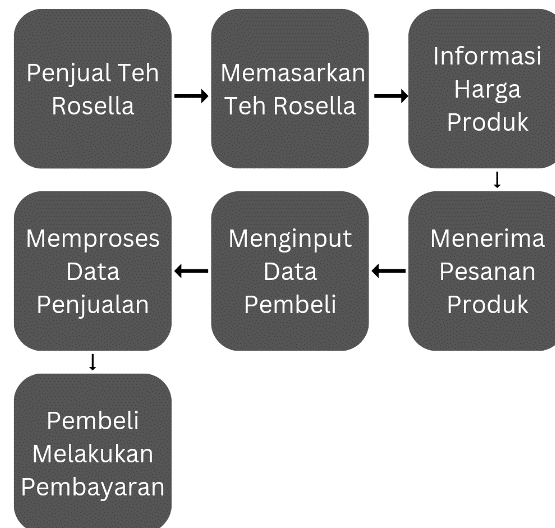 Penjual Teh
Rosella
Memasarkan
Teh Rosella
Informasi
Harga
Produk
Menerima
Pesanan
Produk
Menginput
Data
Pembeli
Memproses
Data
Penjualan
Pembeli
Melakukan
Pembayaran